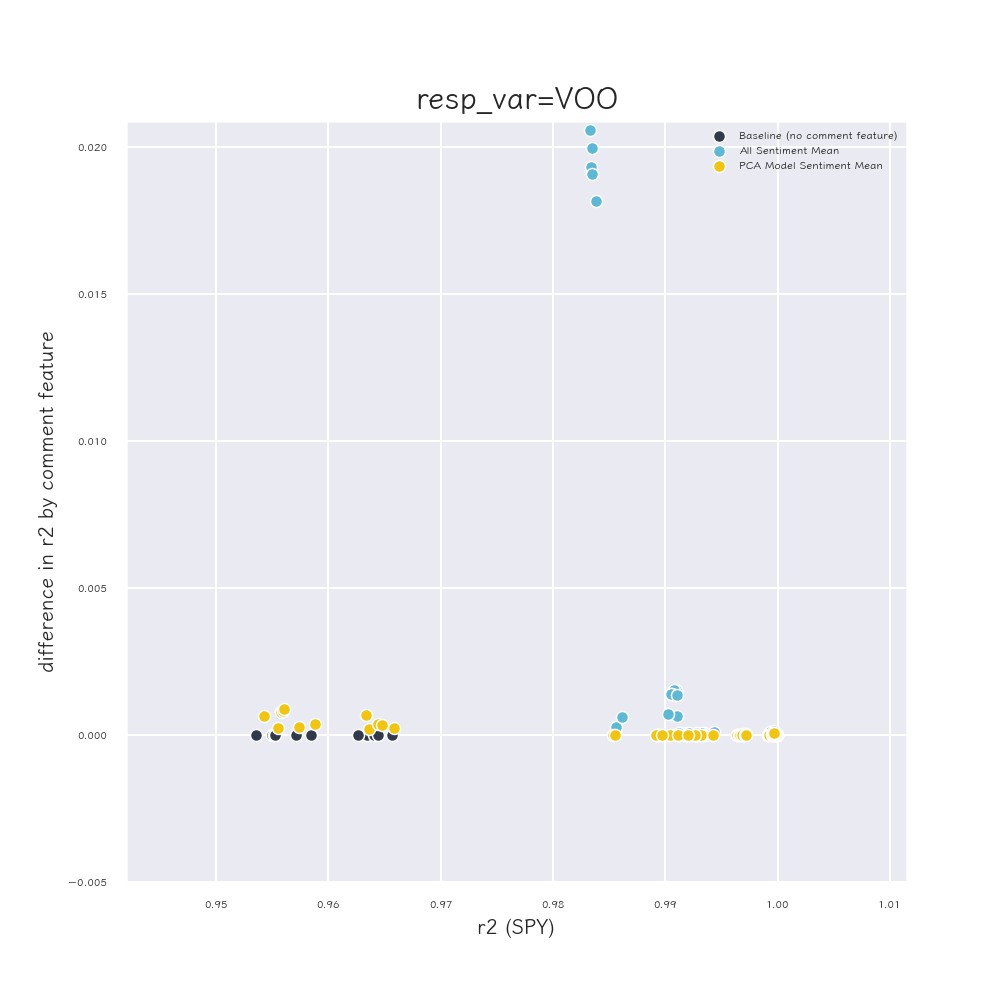 resp_var=VOO
Baseline (no comment feature)
All Sentiment Mean
PCA Model Sentiment Mean
difference in r2 by comment feature
0.020
0.015
0.010
0.005
0.000
−0.005
0.95 0.96 0.97 0.98 0.99 1.00 1.01
r2 (SPY)